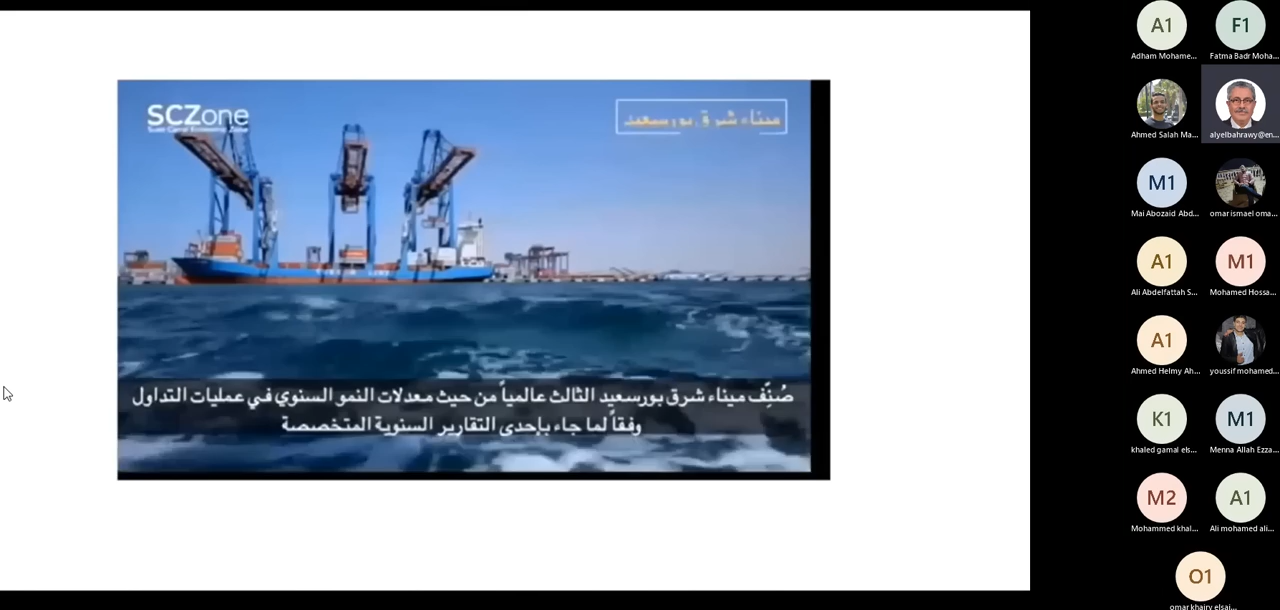 SCZone
Suez Canal Economic Zone
ميناء شرق بورسعيد
صُنِّف ميناء شرق بورسعيد الثالث عالمياً من حيث معدلات النمو السنوي في عمليات التداول
وفقاً لما جاء بإحدى التقارير السنوية المتخصصة
A1
F1
Adham Mohame...
Fatma Badr Moha...
Ahmed Salah Ma...
alyelbahrawy@en...
M1
Mai Abozaid Abd...
omar ismael oma...
A1
M1
Ali Abdelfattah S...
Mohamed Hossa...
A1
Ahmed Helmy Ah...
youssif mohamed...
K1
M1
khaled gamal els...
Menna Allah Ezza...
M2
A1
Mohammed khal...
Ali mohamed ali...
O1
omar khairy elsai...